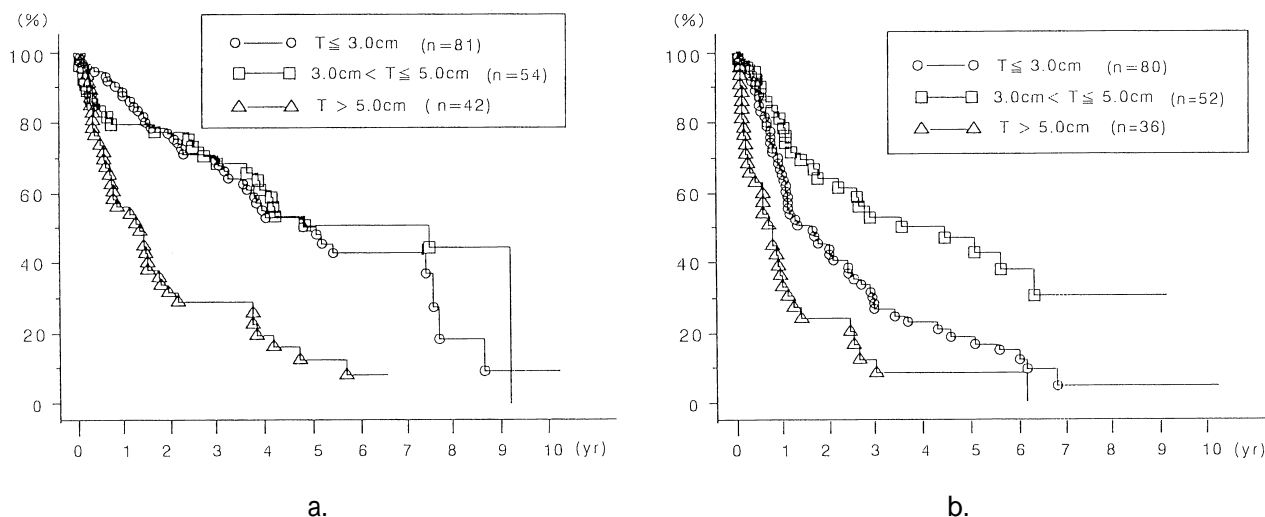 (%)
100
80
60
40
20
0
0 1 2 3 4 5 6 7 8 9 10 (yr)
T ≦ 3.0cm (n=81)
3.0cm < T ≦ 5.0cm (n=54)
T > 5.0cm ( n=42)
a.
(%)
100
80
60
40
20
0
0 1 2 3 4 5 6 7 8 9 10 (yr)
T ≦ 3.0cm (n=80)
3.0cm < T ≦ 5.0cm (n=52)
T > 5.0cm (n=36)
b.